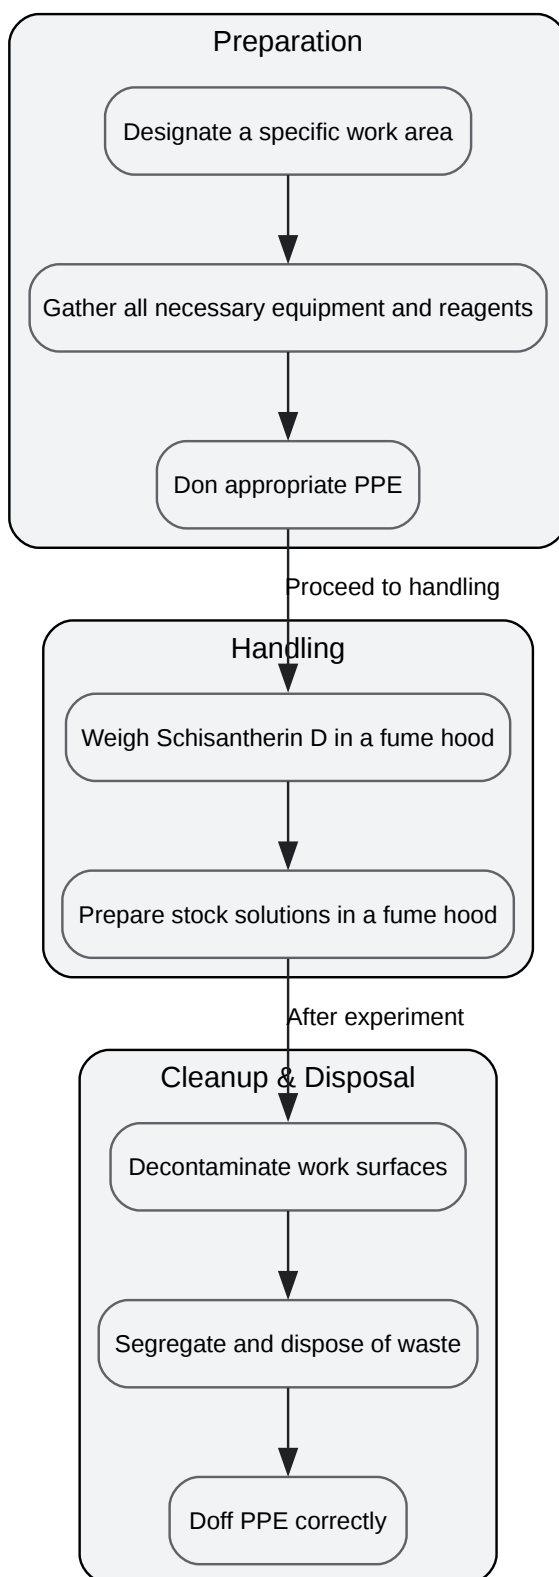 Preparation
Designate a specific work area
Gather all necessary equipment and reagents
Don appropriate PPE
Proceed to handling
Handling
Weigh Schisantherin D in a fume hood
Prepare stock solutions in a fume hood
After experiment
Cleanup & Disposal
Decontaminate work surfaces
Segregate and dispose of waste
Doff PPE correctly